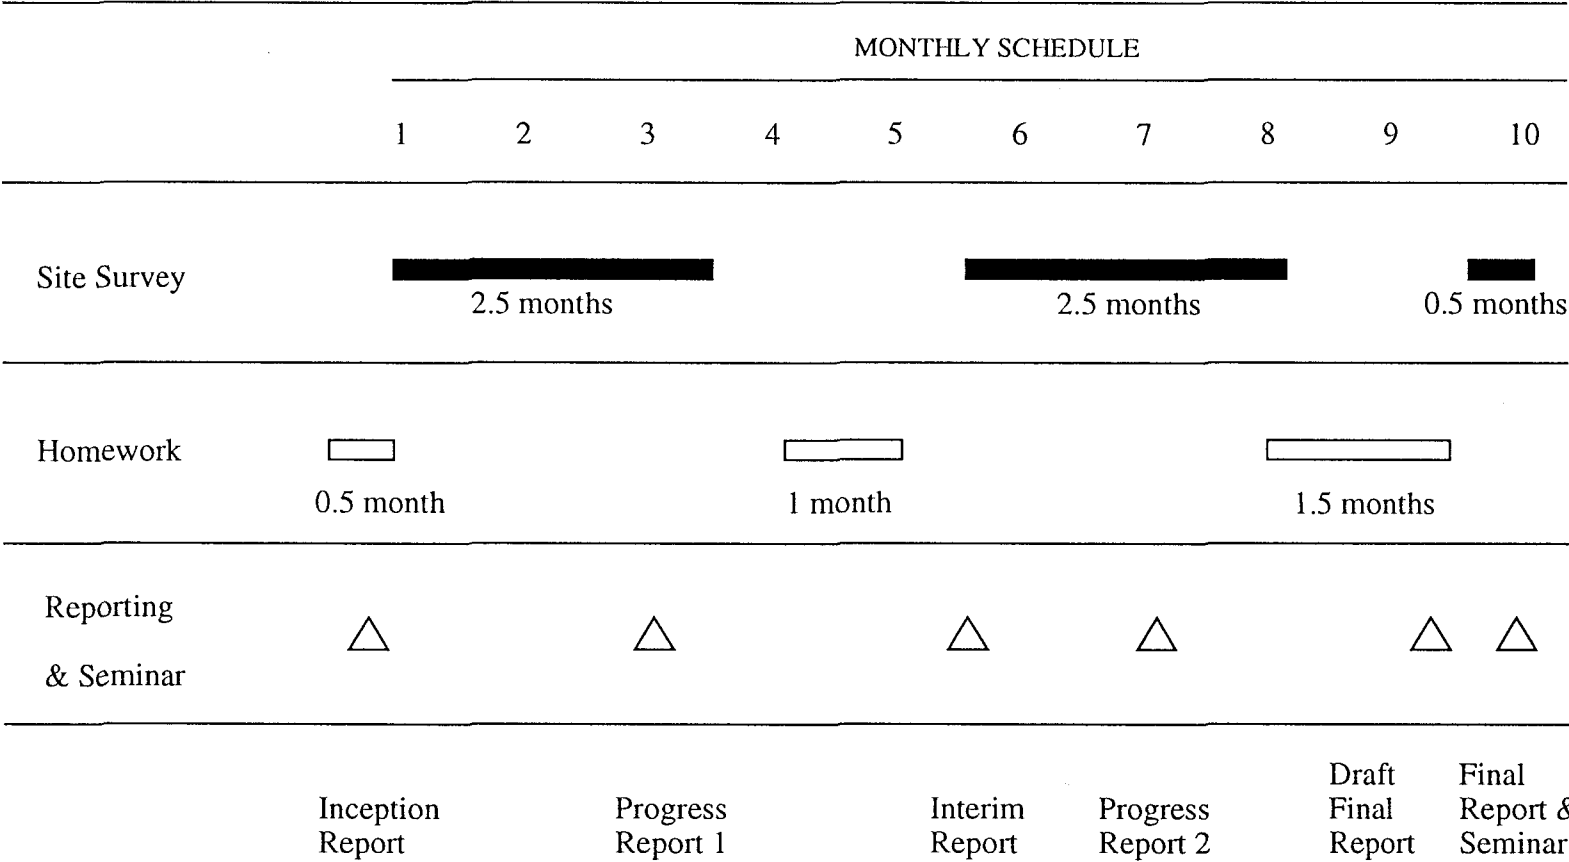 MONTHLY SCHEDULE
1 2 3 4 5 6 7 8 9 10
Site Survey
2.5 months 2.5 months 0.5 months
Homework
0.5 month 1 month 1.5 months
Reporting
& Seminar
Inception Report
Progress Report 1
Interim Report
Progress Report 2
Draft Final Report
Final Report & Seminar